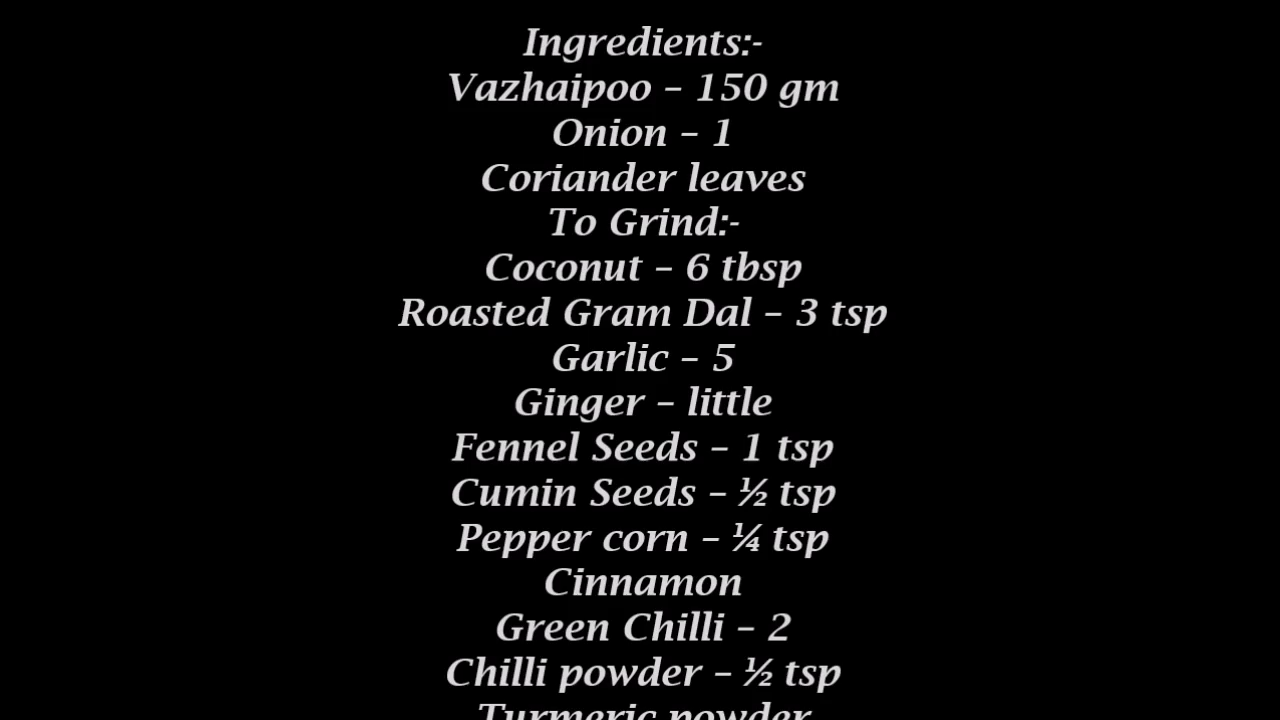 Ingredients:-
Vazhaipoo – 150 gm
Onion – 1
Coriander leaves
To Grind:-
Coconut – 6 tbsp
Roasted Gram Dal – 3 tsp
Garlic – 5
Ginger – little
Fennel Seeds – 1 tsp
Cumin Seeds – ½ tsp
Pepper corn – ¼ tsp
Cinnamon
Green Chilli – 2
Chilli powder – ½ tsp
Turmeric powder